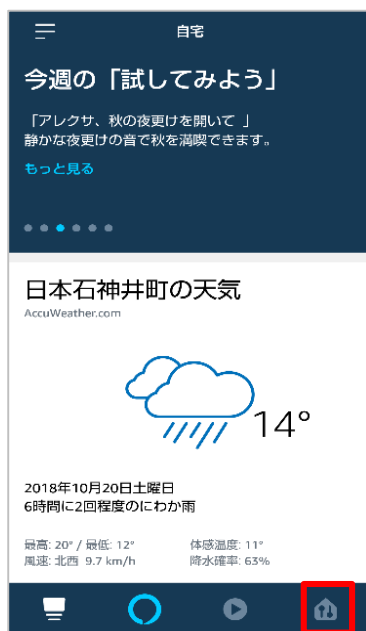 自宅
今週の「試してみよう」
「アレクサ、秋の夜更けを開いて 」
静かな夜更けの音で秋を満喫できます。
もっと見る
日本石神井町の天気
AccuWeather.com
14°
2018年10月20日土曜日
6時間に2回程度のにわか雨
最高: 20° / 最低: 12° 体感温度: 11°
風速: 北西 9.7 km/h 降水確率: 63%